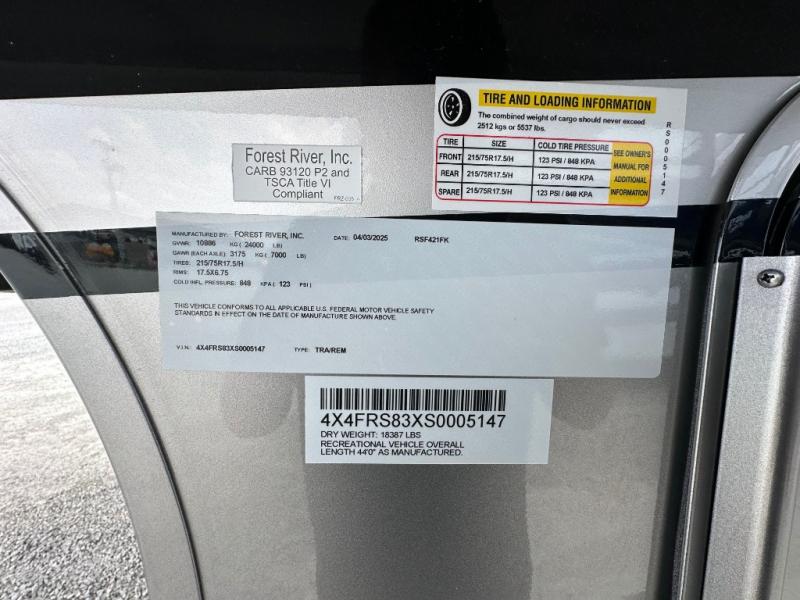 TIRE AND LOADING INFORMATION
The combined weight of cargo should never exceed
2512 kgs or 5537 lbs.
TIRE SIZE COLD TIRE PRESSURE
FRONT 215/75R17.5/H 123 PSI / 848 KPA
REAR 215/75R17.5/H 123 PSI / 848 KPA
SPARE 215/75R17.5/H 123 PSI / 848 KPA
SEE OWNER'S
MANUAL FOR
ADDITIONAL
INFORMATION
RS0005147
Forest River, Inc.
CARB 93120 P2 and
TSCA Title VI
Compliant
MANUFACTURED BY: FOREST RIVER, INC. DATE: 04/03/2025 RSF421FK
GVWR: 10886 KG ( 24000 LB)
GAWR (EACH AXLE): 3175 KG ( 7000 LB)
TIRES: 215/75R17.5/H
RIMS: 17.5X6.75
COLD INFL. PRESSURE: 848 KPA ( 123 PSI )
THIS VEHICLE CONFORMS TO ALL APPLICABLE U.S. FEDERAL MOTOR VEHICLE SAFETY
STANDARDS IN EFFECT ON THE DATE OF MANUFACTURE SHOWN ABOVE.
V.I.N.: 4X4FRS83XS0005147 TYPE: TRA/REM
4X4FRS83XS0005147
DRY WEIGHT: 18387 LBS
RECREATIONAL VEHICLE OVERALL
LENGTH 44'0" AS MANUFACTURED.